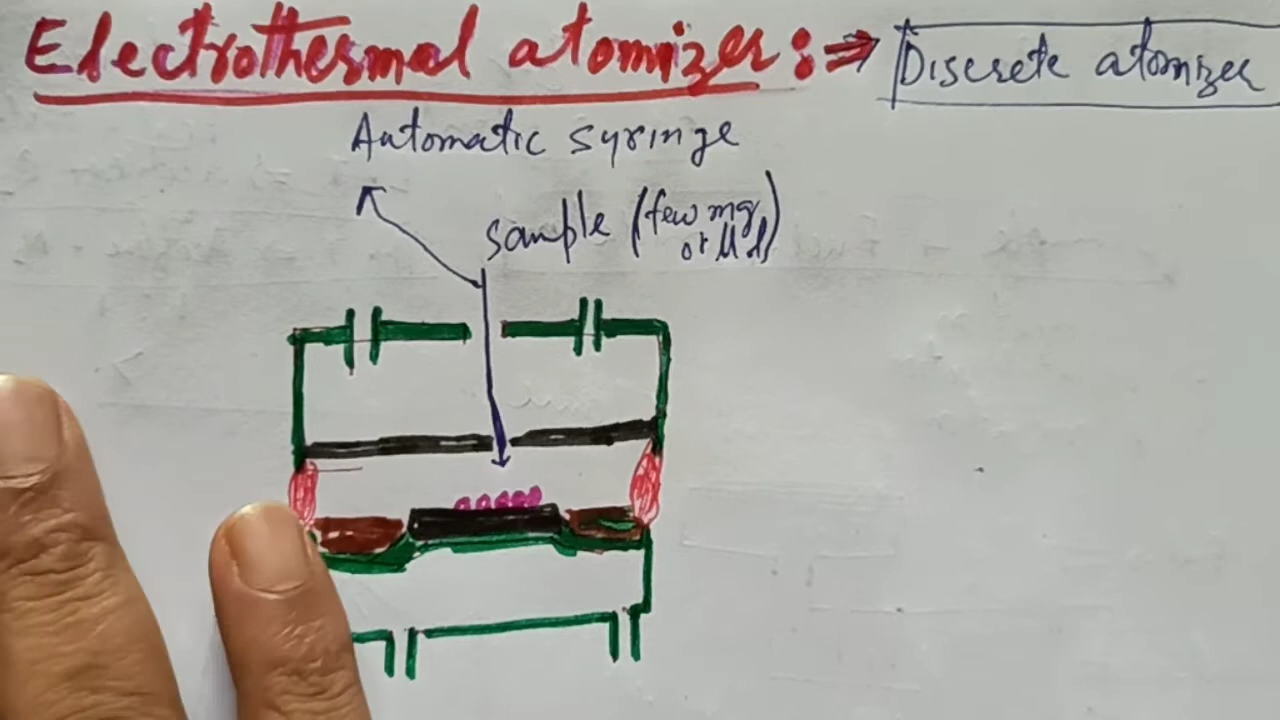 Electrothermal atomizer :⇒ Discrete atomizer
Automatic syringe
sample (few mg
or μl)